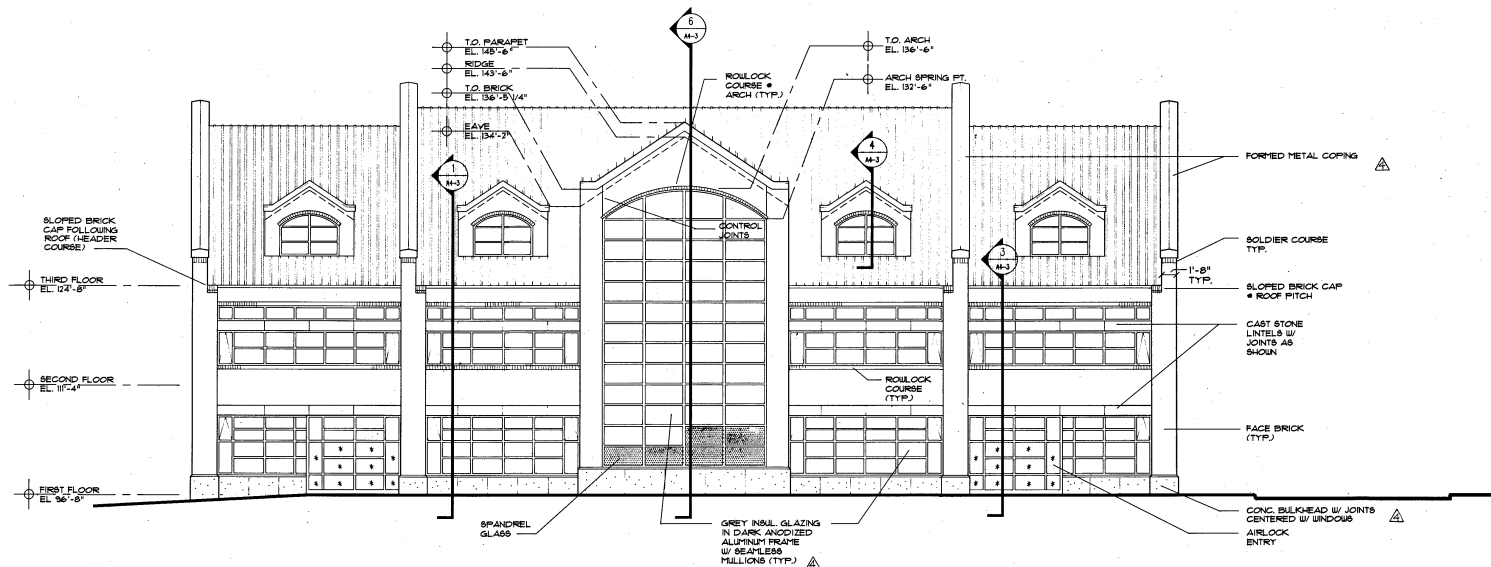 6
A4-3
T.O. PARAPET
EL. 145'-6"
RIDGE
EL. 143'-6"
T.O. BRICK
EL. 136'-5 1/4"
EAVE
EL. 134'-2"
ROWLOCK
COURSE @
ARCH (TYP.)
T.O. ARCH
EL. 136'-6"
ARCH SPRING PT.
EL. 132'-6"
1
A4-3
4
A4-3
FORMED METAL COPING
4
SLOPED BRICK
CAP FOLLOWING
ROOF (HEADER
COURSE)
CONTROL
JOINTS
3
A4-3
SOLDIER COURSE
TYP.
1'-8"
TYP.
THIRD FLOOR
EL. 124'-8"
SLOPED BRICK CAP
@ ROOF PITCH
CAST STONE
LINTELS W/
JOINTS AS
SHOWN
SECOND FLOOR
EL. 111'-4"
ROWLOCK
COURSE
(TYP.)
FACE BRICK
(TYP.)
FIRST FLOOR
EL 96'-8"
SPANDREL
GLASS
GREY INSUL. GLAZING
IN DARK ANODIZED
ALUMINUM FRAME
W/ SEAMLESS
MULLIONS (TYP.)
4
CONC. BULKHEAD W/ JOINTS
CENTERED W/ WINDOWS
4
AIRLOCK
ENTRY